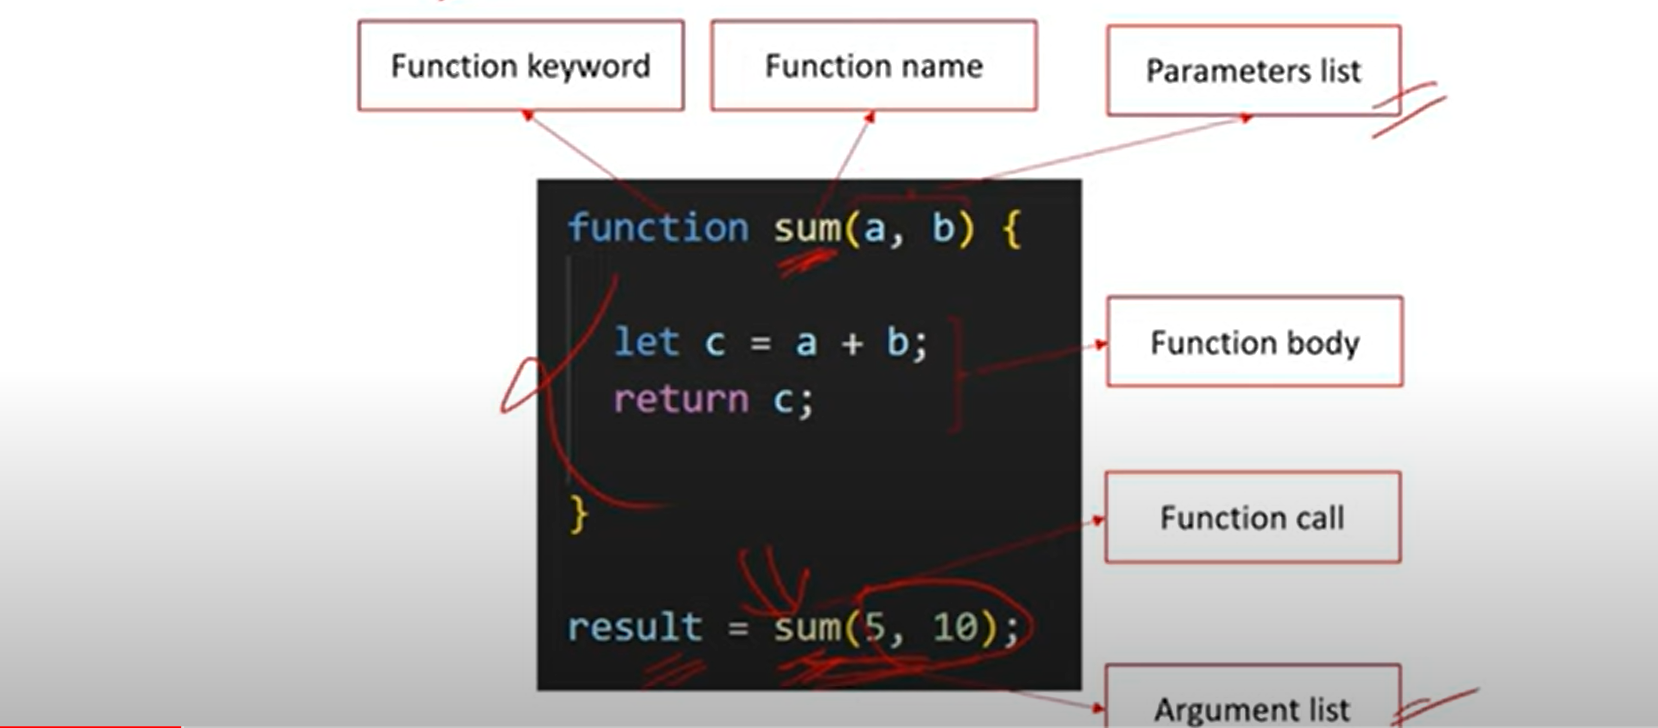 Function keyword
Function name
Parameters list
function sum(a, b) {
let c = a + b;
return c;
}
Function body
Function call
result = sum(5, 10);
Argument list